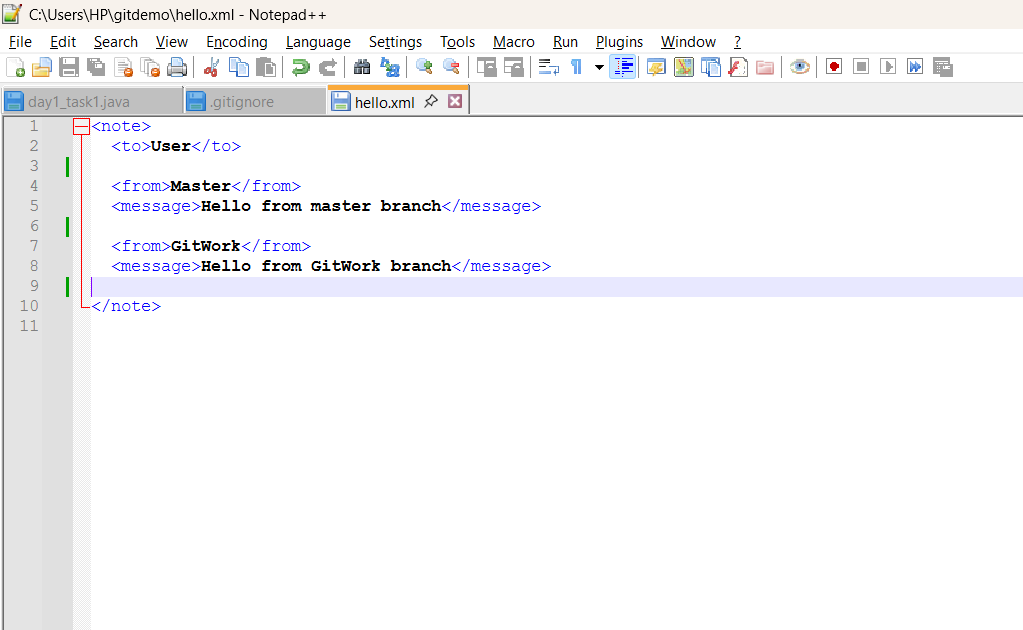 C:\Users\HP\gitdemo\hello.xml - Notepad++
File Edit Search View Encoding Language Settings Tools Macro Run Plugins Window ?
day1_task1.java .gitignore hello.xml
1 <note>
2 <to>User</to>
3
4 <from>Master</from>
5 <message>Hello from master branch</message>
6
7 <from>GitWork</from>
8 <message>Hello from GitWork branch</message>
9
10 </note>
11